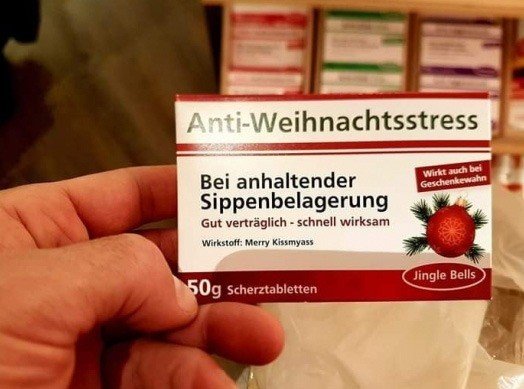 Anti-Weihnachtsstress
Bei anhaltender
Sippenbelagerung
Gut verträglich - schnell wirksam
Wirkstoff: Merry Kissmyass
Wirkt auch bei
Geschenkewahn
Jingle Bells
50g Scherztabletten